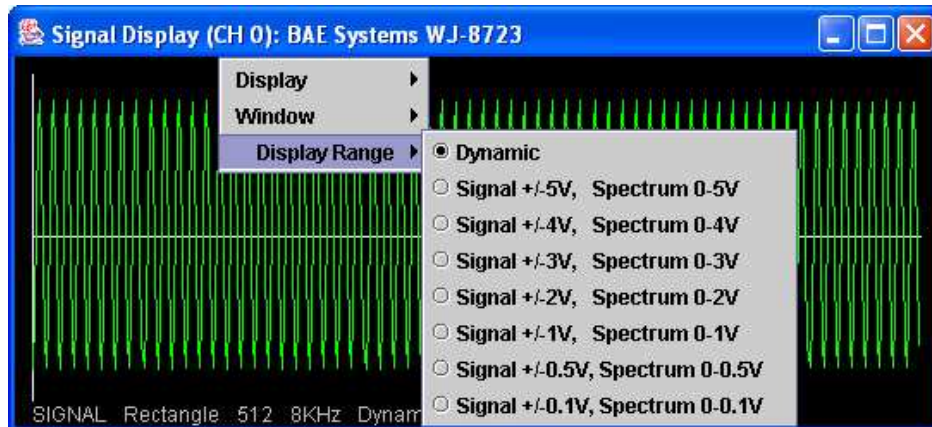 Signal Display (CH 0): BAE Systems WJ-8723
Display
Window
Display Range
Dynamic
Signal +/-5V, Spectrum 0-5V
Signal +/-4V, Spectrum 0-4V
Signal +/-3V, Spectrum 0-3V
Signal +/-2V, Spectrum 0-2V
Signal +/-1V, Spectrum 0-1V
Signal +/-0.5V, Spectrum 0-0.5V
Signal +/-0.1V, Spectrum 0-0.1V
SIGNAL Rectangle 512 8KHz Dynam